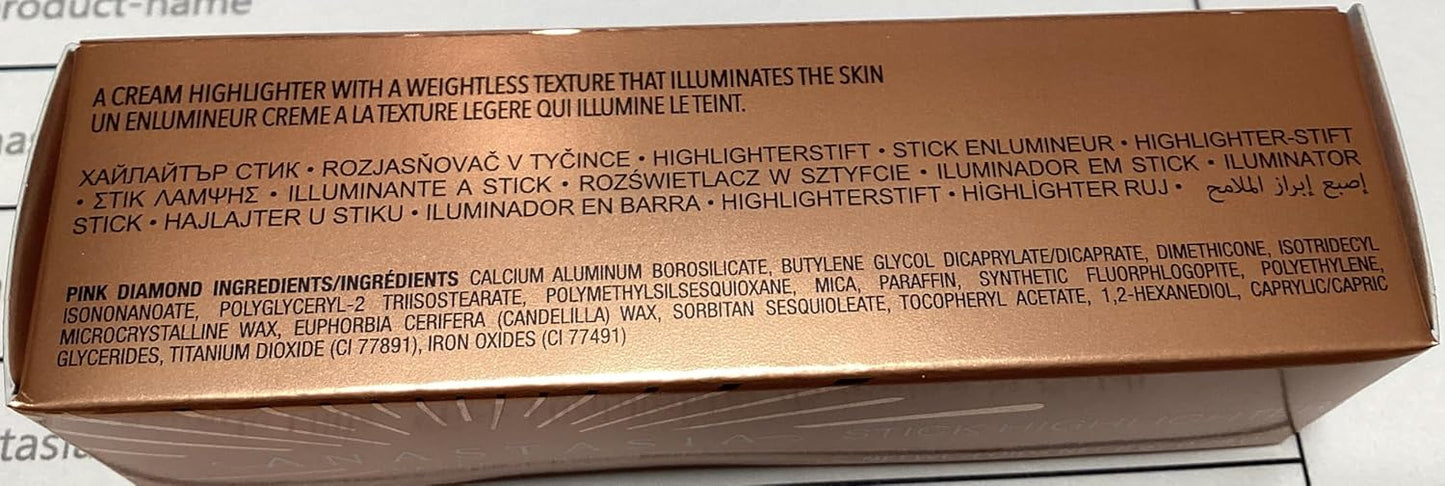 product-name
A CREAM HIGHLIGHTER WITH A WEIGHTLESS TEXTURE THAT ILLUMINATES THE SKIN
UN ENLUMINEUR CREME A LA TEXTURE LEGERE QUI ILLUMINE LE TEINT.
ХАЙЛАЙТЪР СТИК • ROZJASŇOVAČ V TYČINCE • HIGHLIGHTERSTIFT • STICK ENLUMINEUR • HIGHLIGHTER-STIFT
• ΣΤΙΚ ΛΑΜΨΗΣ • ILLUMINANTE A STICK • ROZŚWIETLACZ W SZTYFCIE • ILUMINADOR EM STICK • ILUMINATOR
STICK • HAJLAJTER U STIKU • ILUMINADOR EN BARRA • HIGHLIGHTERSTIFT • HİGHLİGHTER RUJ • إصبع إبراز الملامح
PINK DIAMOND INGREDIENTS/INGRÉDIENTS CALCIUM ALUMINUM BOROSILICATE, BUTYLENE GLYCOL DICAPRYLATE/DICAPRATE, DIMETHICONE, ISOTRIDECYL
ISONONANOATE, POLYGLYCERYL-2 TRIISOSTEARATE, POLYMETHYLSILSESQUIOXANE, MICA, PARAFFIN, SYNTHETIC FLUORPHLOGOPITE, POLYETHYLENE,
MICROCRYSTALLINE WAX, EUPHORBIA CERIFERA (CANDELILLA) WAX, SORBITAN SESQUIOLEATE, TOCOPHERYL ACETATE, 1,2-HEXANEDIOL, CAPRYLIC/CAPRIC
GLYCERIDES, TITANIUM DIOXIDE (CI 77891), IRON OXIDES (CI 77491)
ANASTASIA STICK HIGHLIGHTER